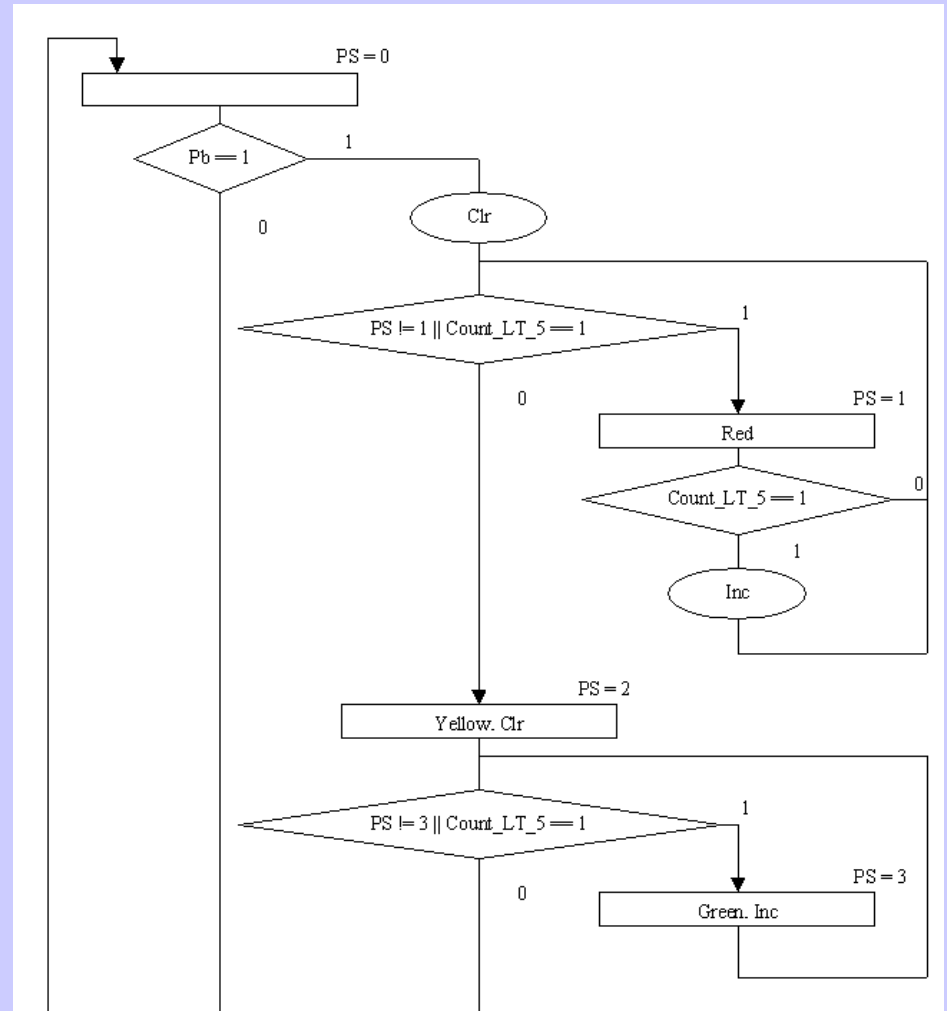 PS = 0
Pb == 1
1
0
Clr
PS != 1 || Count_LT_5 == 1
1
0
PS = 1
Red
Count_LT_5 == 1
0
1
Inc
PS = 2
Yellow. Clr
PS != 3 || Count_LT_5 == 1
1
0
PS = 3
Green. Inc